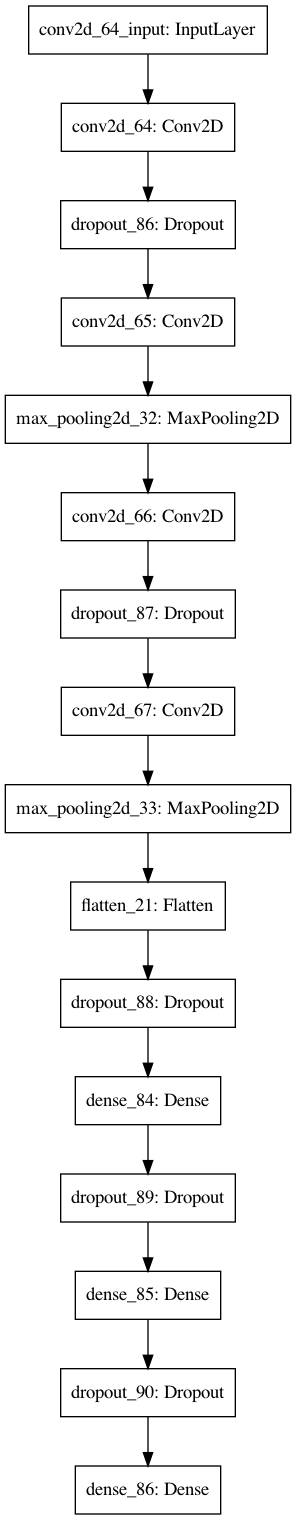 conv2d_64_input: InputLayer
conv2d_64: Conv2D
dropout_86: Dropout
conv2d_65: Conv2D
max_pooling2d_32: MaxPooling2D
conv2d_66: Conv2D
dropout_87: Dropout
conv2d_67: Conv2D
max_pooling2d_33: MaxPooling2D
flatten_21: Flatten
dropout_88: Dropout
dense_84: Dense
dropout_89: Dropout
dense_85: Dense
dropout_90: Dropout
dense_86: Dense